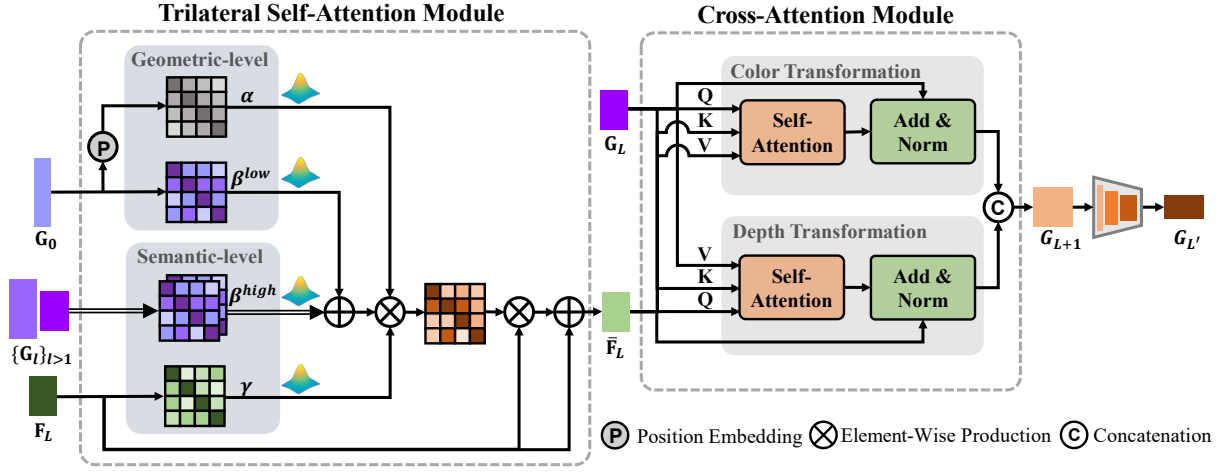 Trilateral Self-Attention Module
Cross-Attention Module
Geometric-level
α
P
β^{low}
G_0
Semantic-level
β^{high}
{G_l}_{l>1}
γ
F_L
Color Transformation
Q
K
V
G_L
Self-
Attention
Add &
Norm
Depth Transformation
V
K
Q
F̄_L
Self-
Attention
Add &
Norm
C
G_{L+1}
G_{L'}
P Position Embedding
Element-Wise Production
C Concatenation